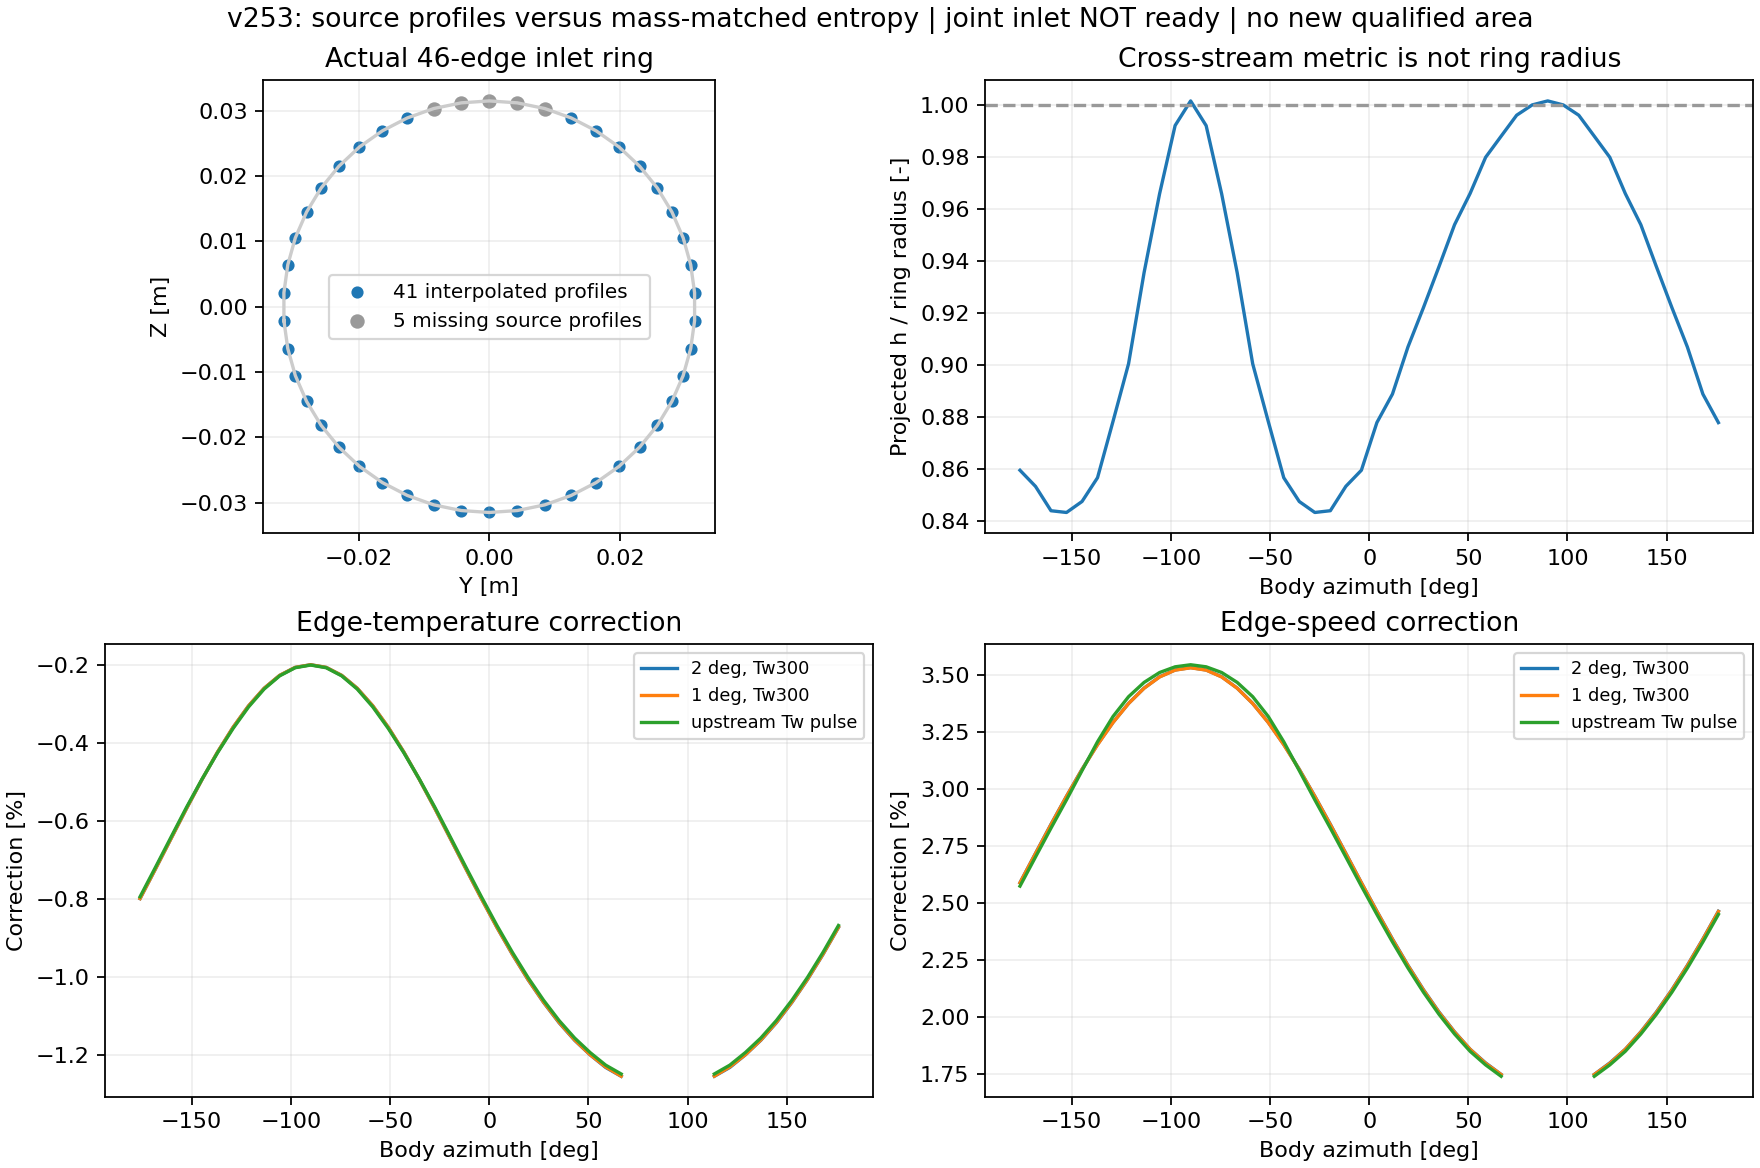 v253: source profiles versus mass-matched entropy | joint inlet NOT ready | no new qualified area
Actual 46-edge inlet ring
0.03
0.02
0.01
0.00
−0.01
−0.02
−0.03
Z [m]
41 interpolated profiles
5 missing source profiles
−0.02
0.00
0.02
Y [m]
Cross-stream metric is not ring radius
1.00
0.98
0.96
0.94
0.92
0.90
0.88
0.86
0.84
Projected h / ring radius [-]
−150
−100
−50
0
50
100
150
Body azimuth [deg]
Edge-temperature correction
−0.2
−0.4
−0.6
−0.8
−1.0
−1.2
Correction [%]
2 deg, Tw300
1 deg, Tw300
upstream Tw pulse
−150
−100
−50
0
50
100
150
Body azimuth [deg]
Edge-speed correction
3.50
3.25
3.00
2.75
2.50
2.25
2.00
1.75
Correction [%]
2 deg, Tw300
1 deg, Tw300
upstream Tw pulse
−150
−100
−50
0
50
100
150
Body azimuth [deg]